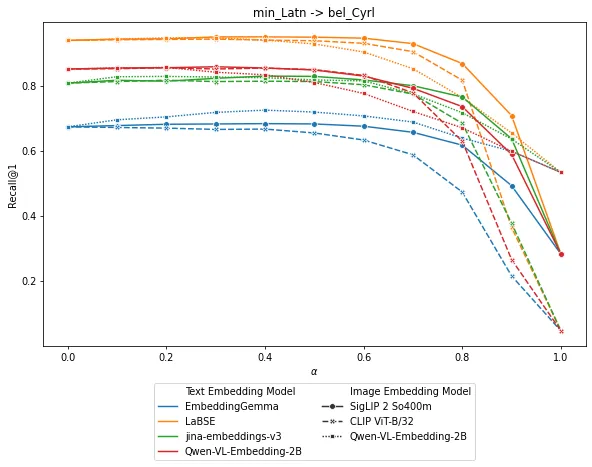 min_Latn -> bel_Cyrl
Recall@1
0.8
0.6
0.4
0.2
0.0 0.2 0.4 0.6 0.8 1.0
α
Text Embedding Model Image Embedding Model
EmbeddingGemma SigLIP 2 So400m
LaBSE CLIP ViT-B/32
jina-embeddings-v3 Qwen-VL-Embedding-2B
Qwen-VL-Embedding-2B